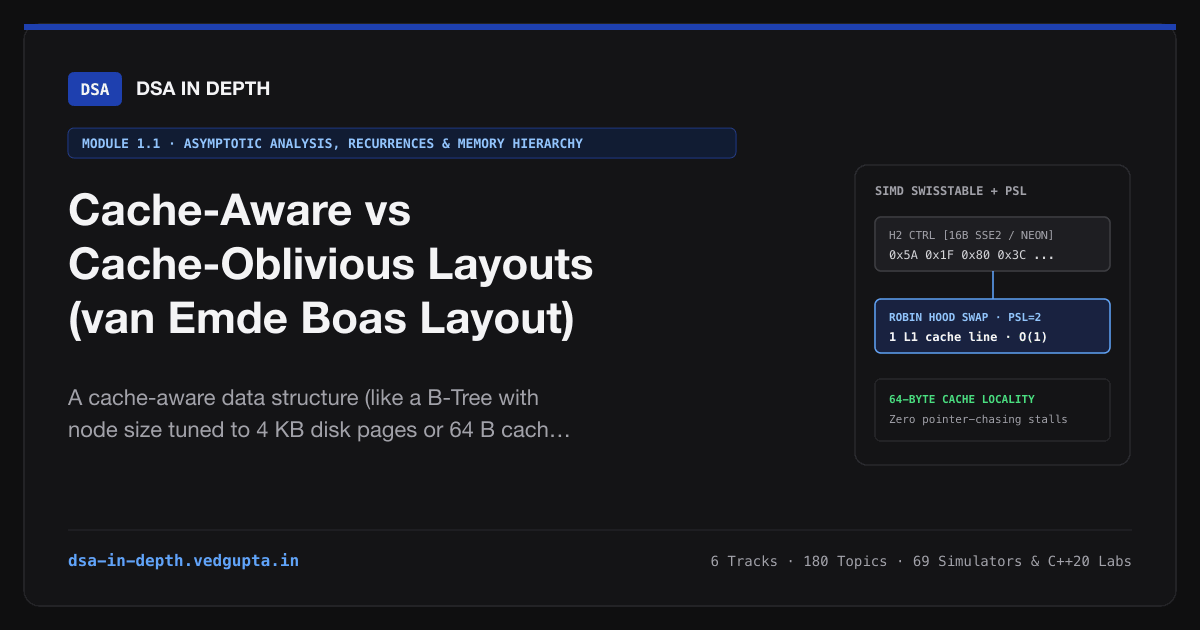 DSA
DSA IN DEPTH
MODULE 1.1 · ASYMPTOTIC ANALYSIS, RECURRENCES & MEMORY HIERARCHY
Cache-Aware vs
Cache-Oblivious Layouts
(van Emde Boas Layout)
A cache-aware data structure (like a B-Tree with
node size tuned to 4 KB disk pages or 64 B cach…
SIMD SWISSTABLE + PSL
H2 CTRL [16B SSE2 / NEON]
0x5A 0x1F 0x80 0x3C ...
ROBIN HOOD SWAP · PSL=2
1 L1 cache line · O(1)
64-BYTE CACHE LOCALITY
Zero pointer-chasing stalls
dsa-in-depth.vedgupta.in
6 Tracks · 180 Topics · 69 Simulators & C++20 Labs